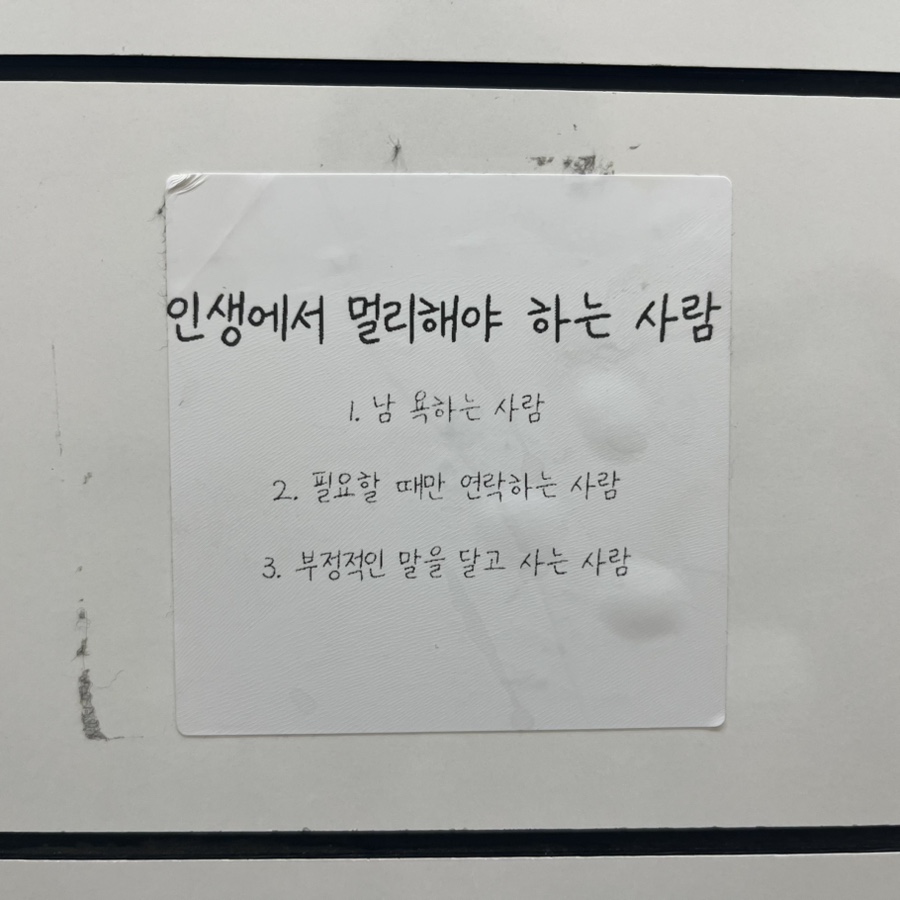 인생에서 멀리해야 하는 사람
1. 남 욕하는 사람
2. 필요할 때만 연락하는 사람
3. 부정적인 말을 달고 사는 사람